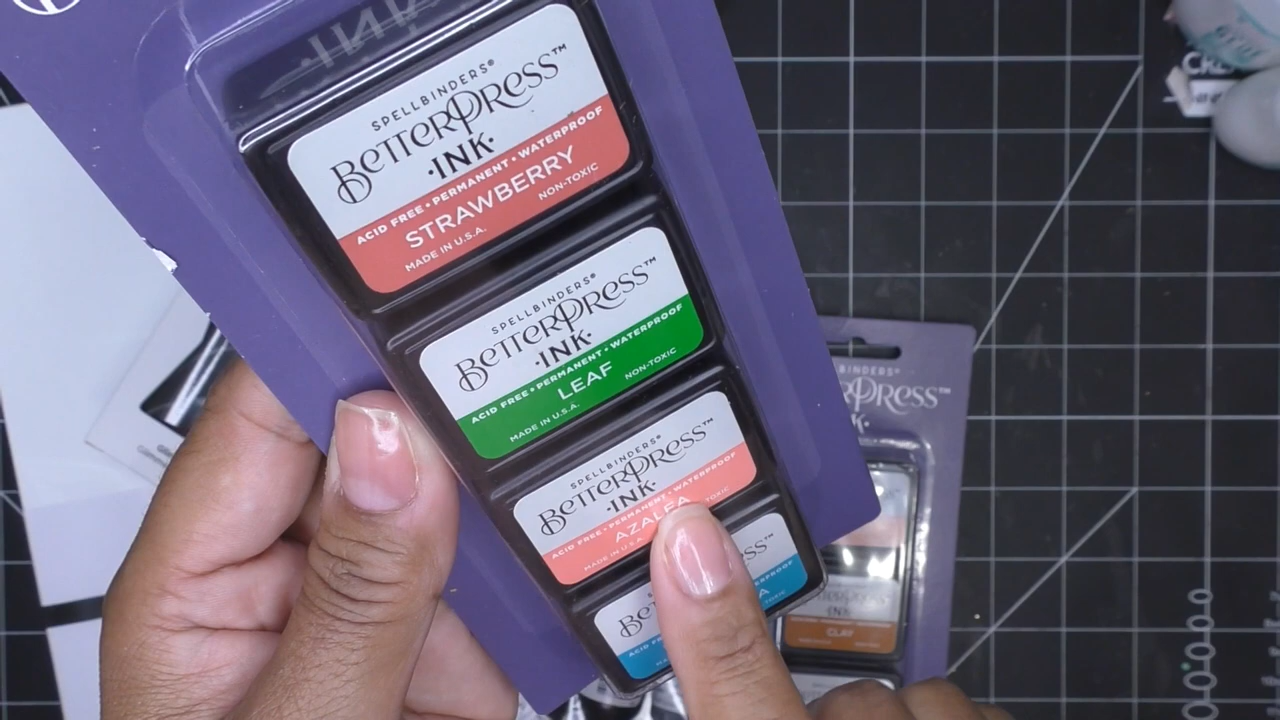 SPELLBINDERS®
BETTERPRESS™
·INK·
ACID FREE • PERMANENT • WATERPROOF
STRAWBERRY
MADE IN U.S.A. NON-TOXIC
SPELLBINDERS®
BETTERPRESS™
·INK·
ACID FREE • PERMANENT • WATERPROOF
LEAF
MADE IN U.S.A. NON-TOXIC
SPELLBINDERS®
BETTERPRESS™
·INK·
ACID FREE • PERMANENT • WATERPROOF
AZALEA
MADE IN U.S.A.
CLAY